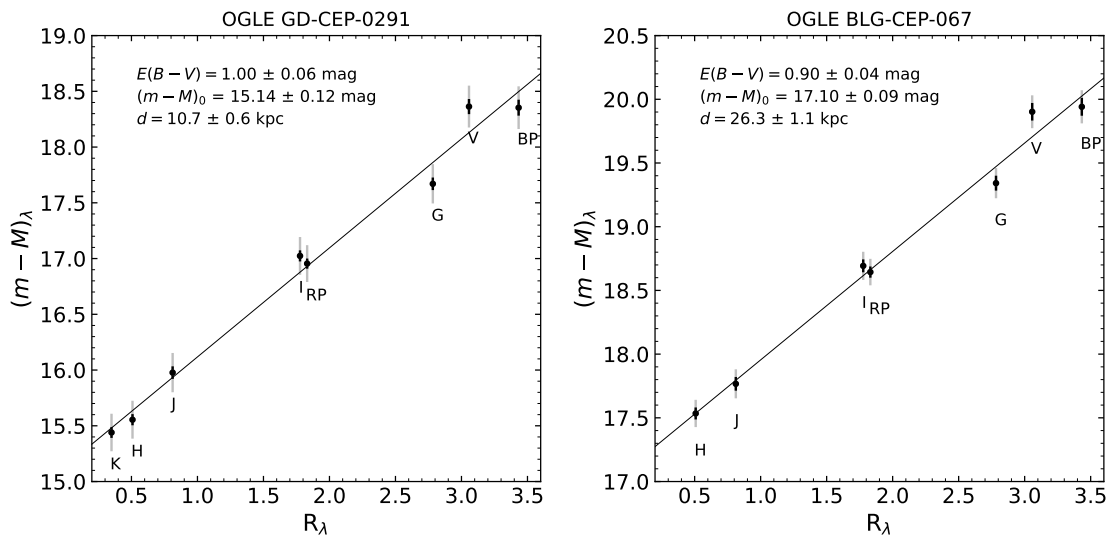 OGLE GD-CEP-0291
19.0
18.5
18.0
17.5
17.0
16.5
16.0
15.5
15.0
E(B − V) = 1.00 ± 0.06 mag
(m − M)₀ = 15.14 ± 0.12 mag
d = 10.7 ± 0.6 kpc
V
BP
G
I
RP
J
H
K
0.5 1.0 1.5 2.0 2.5 3.0 3.5
R_λ
(m − M)_λ
OGLE BLG-CEP-067
20.5
20.0
19.5
19.0
18.5
18.0
17.5
17.0
E(B − V) = 0.90 ± 0.04 mag
(m − M)₀ = 17.10 ± 0.09 mag
d = 26.3 ± 1.1 kpc
V
BP
G
I
RP
J
H
0.5 1.0 1.5 2.0 2.5 3.0 3.5
R_λ
(m − M)_λ